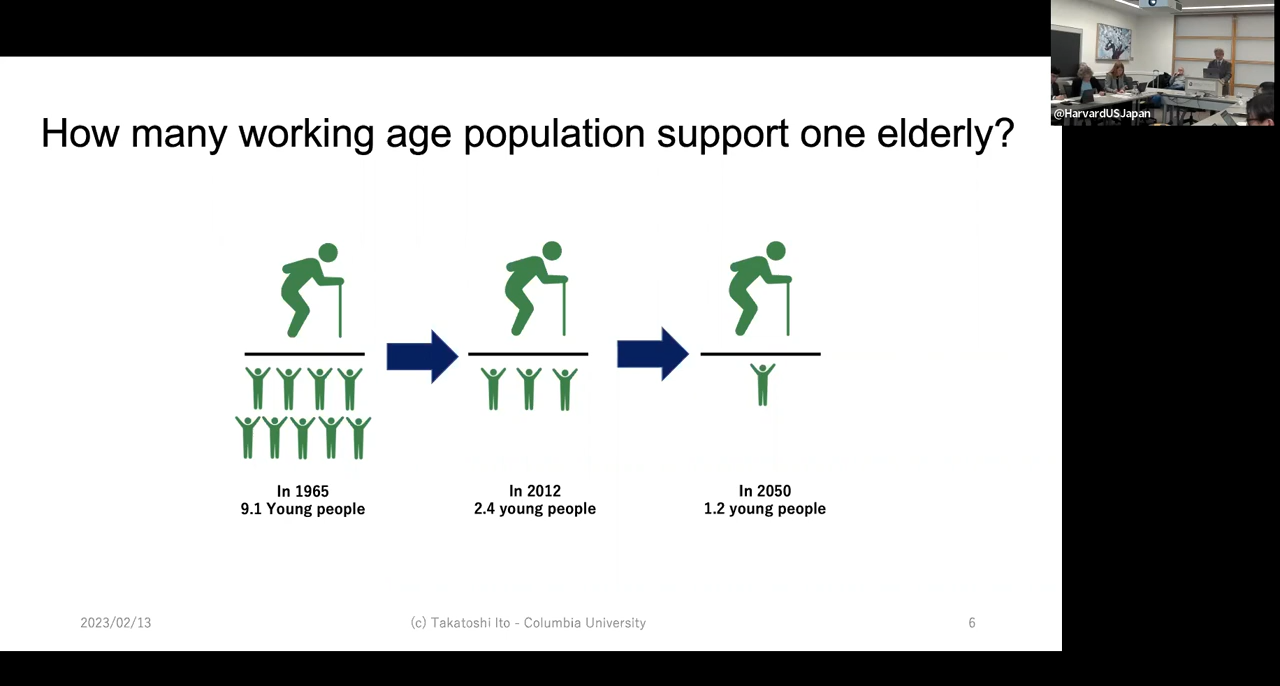 How many working age population support one elderly?
@HarvardUSJapan
In 1965
9.1 Young people
In 2012
2.4 young people
In 2050
1.2 young people
2023/02/13
(c) Takatoshi Ito - Columbia University
6